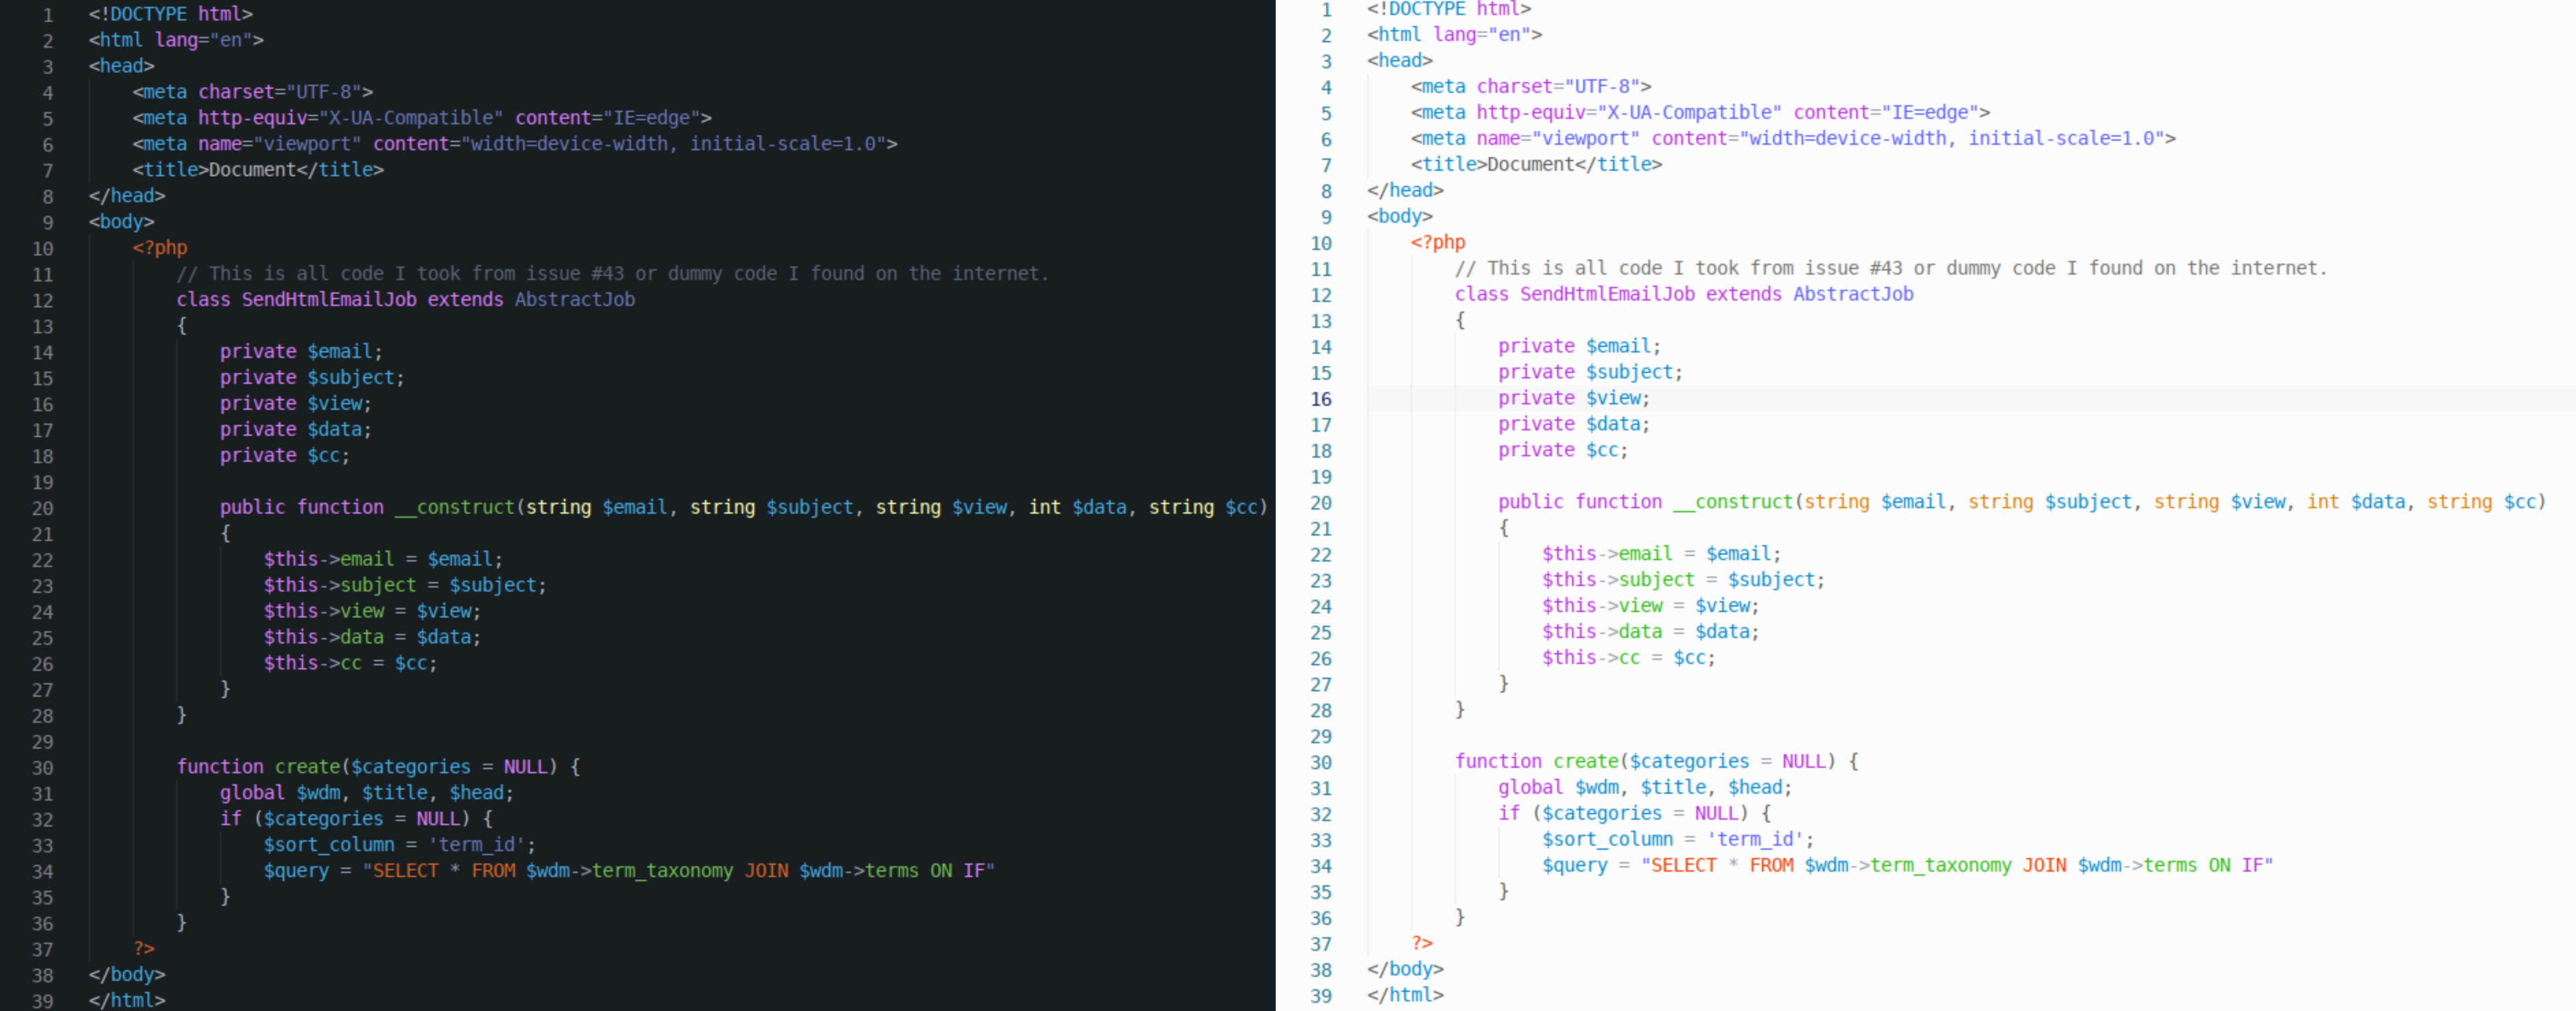 1 <!DOCTYPE html>
2 <html lang="en">
3 <head>
4     <meta charset="UTF-8">
5     <meta http-equiv="X-UA-Compatible" content="IE=edge">
6     <meta name="viewport" content="width=device-width, initial-scale=1.0">
7     <title>Document</title>
8 </head>
9 <body>
10     <?php
11         // This is all code I took from issue #43 or dummy code I found on the internet.
12         class SendHtmlEmailJob extends AbstractJob
13         {
14             private $email;
15             private $subject;
16             private $view;
17             private $data;
18             private $cc;
19
20             public function __construct(string $email, string $subject, string $view, int $data, string $cc)
21             {
22                 $this->email = $email;
23                 $this->subject = $subject;
24                 $this->view = $view;
25                 $this->data = $data;
26                 $this->cc = $cc;
27             }
28         }
29
30         function create($categories = NULL) {
31             global $wdm, $title, $head;
32             if ($categories = NULL) {
33                 $sort_column = 'term_id';
34                 $query = "SELECT * FROM $wdm->term_taxonomy JOIN $wdm->terms ON IF"
35             }
36         }
37     ?>
38 </body>
39 </html>
1 <!DOCTYPE html>
2 <html lang="en">
3 <head>
4     <meta charset="UTF-8">
5     <meta http-equiv="X-UA-Compatible" content="IE=edge">
6     <meta name="viewport" content="width=device-width, initial-scale=1.0">
7     <title>Document</title>
8 </head>
9 <body>
10     <?php
11         // This is all code I took from issue #43 or dummy code I found on the internet.
12         class SendHtmlEmailJob extends AbstractJob
13         {
14             private $email;
15             private $subject;
16             private $view;
17             private $data;
18             private $cc;
19
20             public function __construct(string $email, string $subject, string $view, int $data, string $cc)
21             {
22                 $this->email = $email;
23                 $this->subject = $subject;
24                 $this->view = $view;
25                 $this->data = $data;
26                 $this->cc = $cc;
27             }
28         }
29
30         function create($categories = NULL) {
31             global $wdm, $title, $head;
32             if ($categories = NULL) {
33                 $sort_column = 'term_id';
34                 $query = "SELECT * FROM $wdm->term_taxonomy JOIN $wdm->terms ON IF"
35             }
36         }
37     ?>
38 </body>
39 </html>